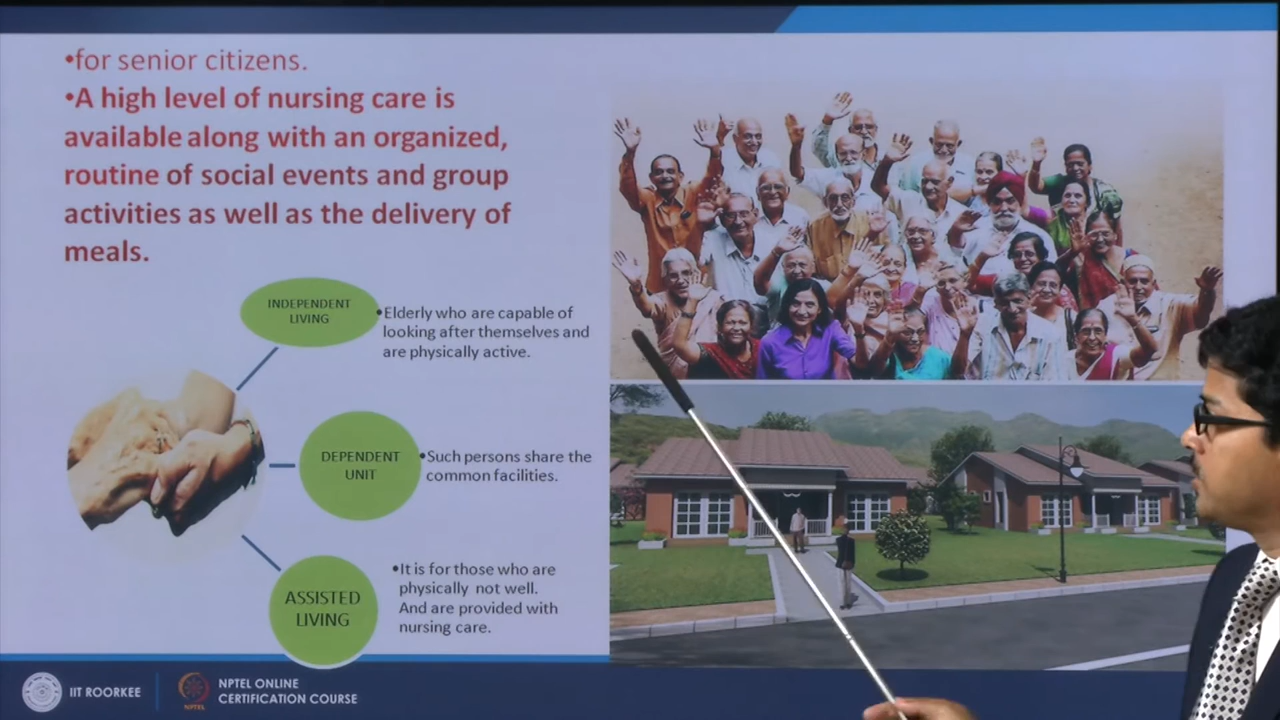 •for senior citizens.
•A high level of nursing care is
available along with an organized,
routine of social events and group
activities as well as the delivery of
meals.
INDEPENDENT
LIVING
•Elderly who are capable of
looking after themselves and
are physically active.
DEPENDENT
UNIT
•Such persons share the
common facilities.
ASSISTED
LIVING
•It is for those who are
physically not well.
And are provided with
nursing care.
IIT ROORKEE
NPTEL
NPTEL ONLINE
CERTIFICATION COURSE